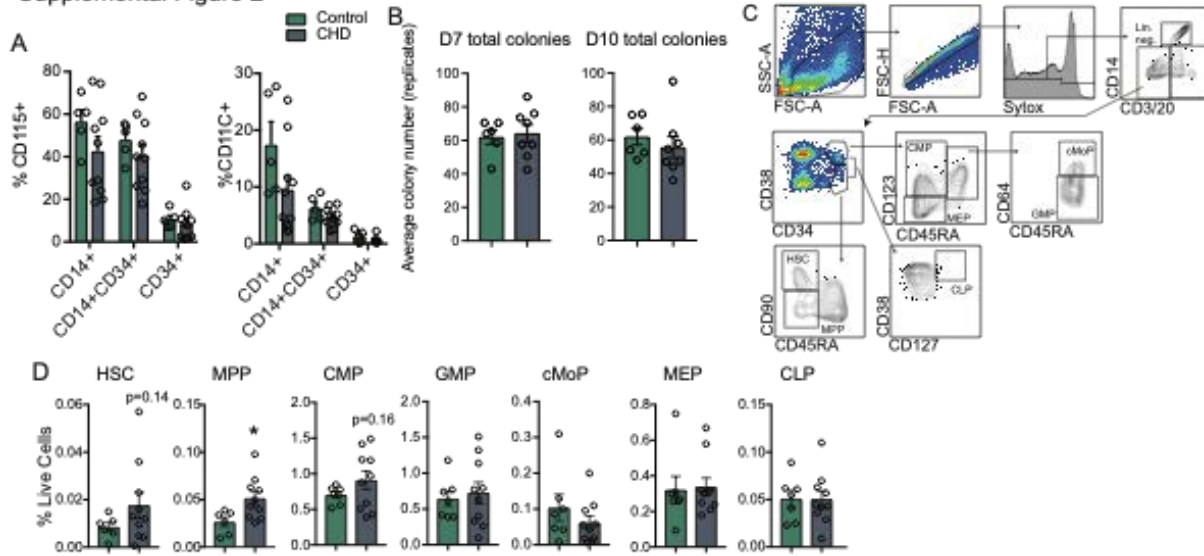 Supplemental Figure 2
Control
CHD
A
% CD115+
80
60
40
20
0
CD14+
CD14+CD34+
CD34+
%CD11C+
30
20
10
0
CD14+
CD14+CD34+
CD34+
B
D7 total colonies
D10 total colonies
Average colony number (replicates)
100
80
60
40
20
0
100
80
60
40
20
0
C
SSC-A
FSC-A
FSC-H
FSC-A
Sytox
Lin.
neg
CD14
CD3/20
CD38
CD34
CMP
CD123
MEP
CD45RA
cMoP
CD64
GMP
CD45RA
HSC
CD90
MPP
CD45RA
CD38
CLP
CD127
D
HSC
MPP
CMP
GMP
cMoP
MEP
CLP
% Live Cells
0.06
0.04
0.02
0.00
p=0.14
0.15
0.10
0.05
0.00
*
2.0
1.5
1.0
0.5
0.0
p=0.16
2.0
1.5
1.0
0.5
0.0
0.4
0.3
0.2
0.1
0.0
0.8
0.6
0.4
0.2
0.0
0.15
0.10
0.05
0.00